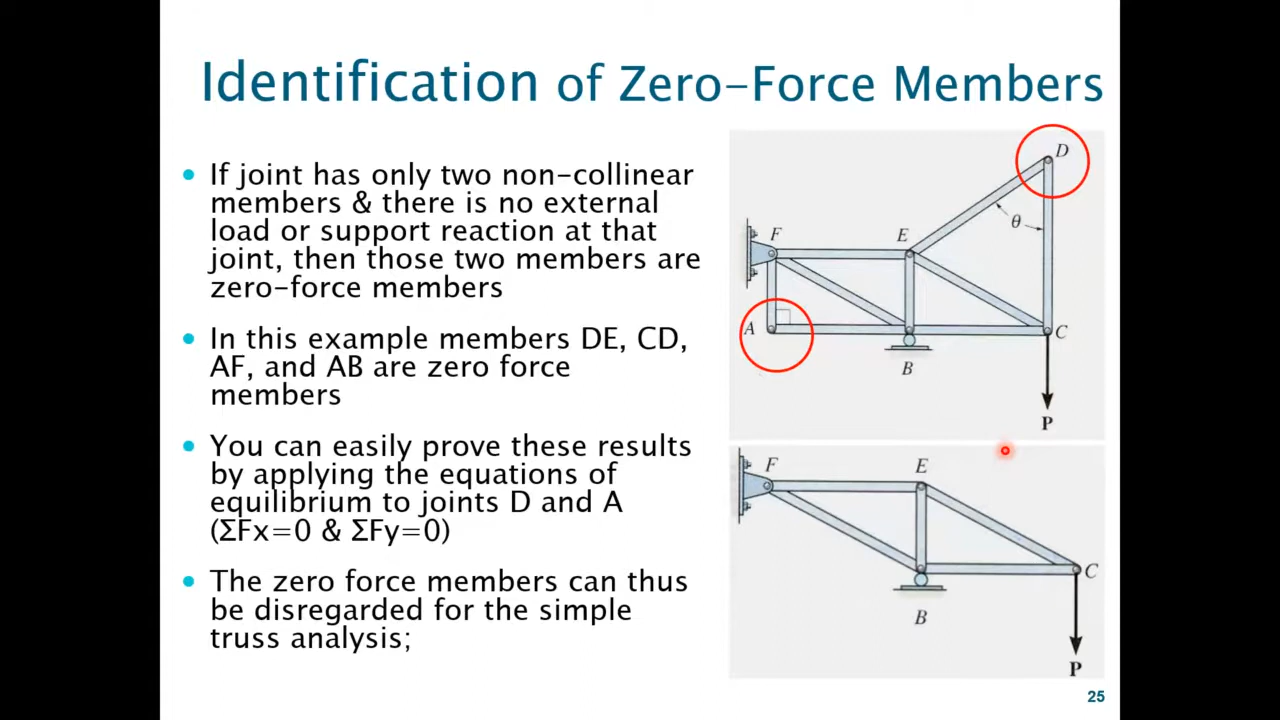 Identification of Zero-Force Members
If joint has only two non-collinear
members & there is no external
load or support reaction at that
joint, then those two members are
zero-force members
In this example members DE, CD,
AF, and AB are zero force
members
You can easily prove these results
by applying the equations of
equilibrium to joints D and A
(ΣFx=0 & ΣFy=0)
The zero force members can thus
be disregarded for the simple
truss analysis;
D
θ
F
E
A
C
B
P
F
E
C
B
P
25